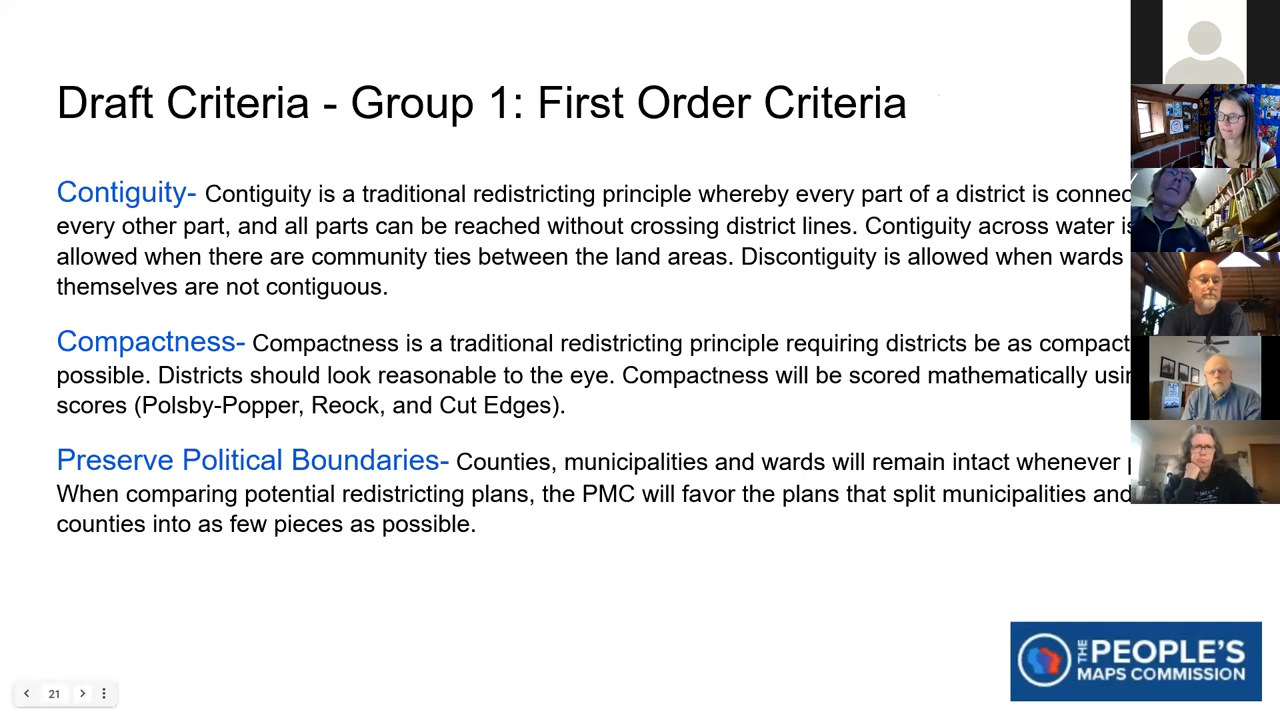 Draft Criteria - Group 1: First Order Criteria
Contiguity- Contiguity is a traditional redistricting principle whereby every part of a district is
every other part, and all parts can be reached without crossing district lines. Contiguity across water
allowed when there are community ties between the land areas. Discontiguity is allowed when wards
themselves are not contiguous.
Compactness- Compactness is a traditional redistricting principle requiring districts be as compact
possible. Districts should look reasonable to the eye. Compactness will be scored mathematically
scores (Polsby-Popper, Reock, and Cut Edges).
Preserve Political Boundaries- Counties, municipalities and wards will remain intact whenever
When comparing potential redistricting plans, the PMC will favor the plans that split municipalities and
counties into as few pieces as possible.
THE PEOPLE'S
MAPS COMMISSION
21